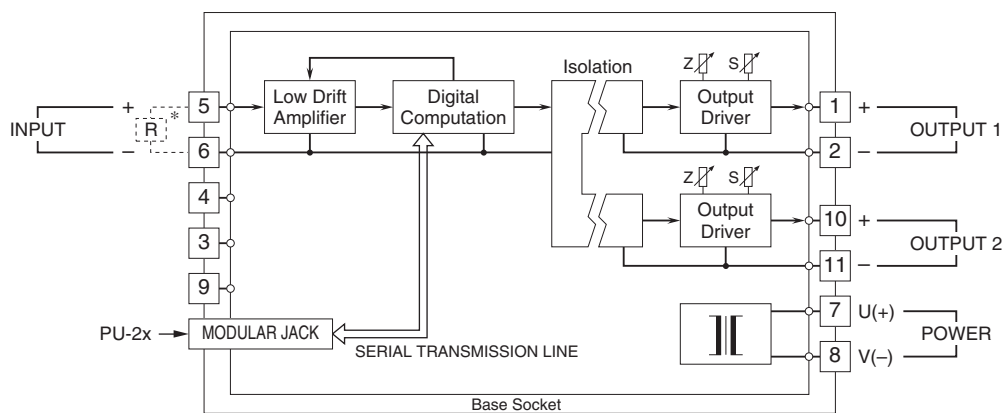 Isolation
Z S
5 Low Drift Amplifier Digital Computation Output Driver 1 +
INPUT + R * OUTPUT 1
– 6 2 –
4 Z S
Output Driver 10 +
3 OUTPUT 2
11 –
9
7 U(+)
PU-2x MODULAR JACK POWER
SERIAL TRANSMISSION LINE 8 V(–)
Base Socket